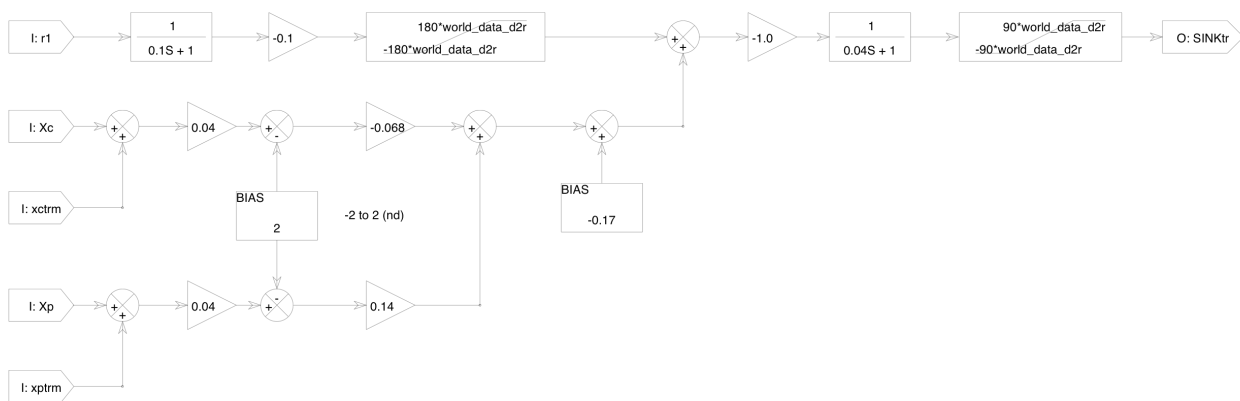 I: r1
1
0.1S + 1
-0.1
180*world_data_d2r
-180*world_data_d2r
+
+
-1.0
1
0.04S + 1
90*world_data_d2r
-90*world_data_d2r
O: SINKtr
I: Xc
+
+
0.04
+
-
-0.068
+
+
+
+
I: xctrm
BIAS
2
-2 to 2 (nd)
BIAS
-0.17
I: Xp
+
+
0.04
-
+
0.14
I: xptrm